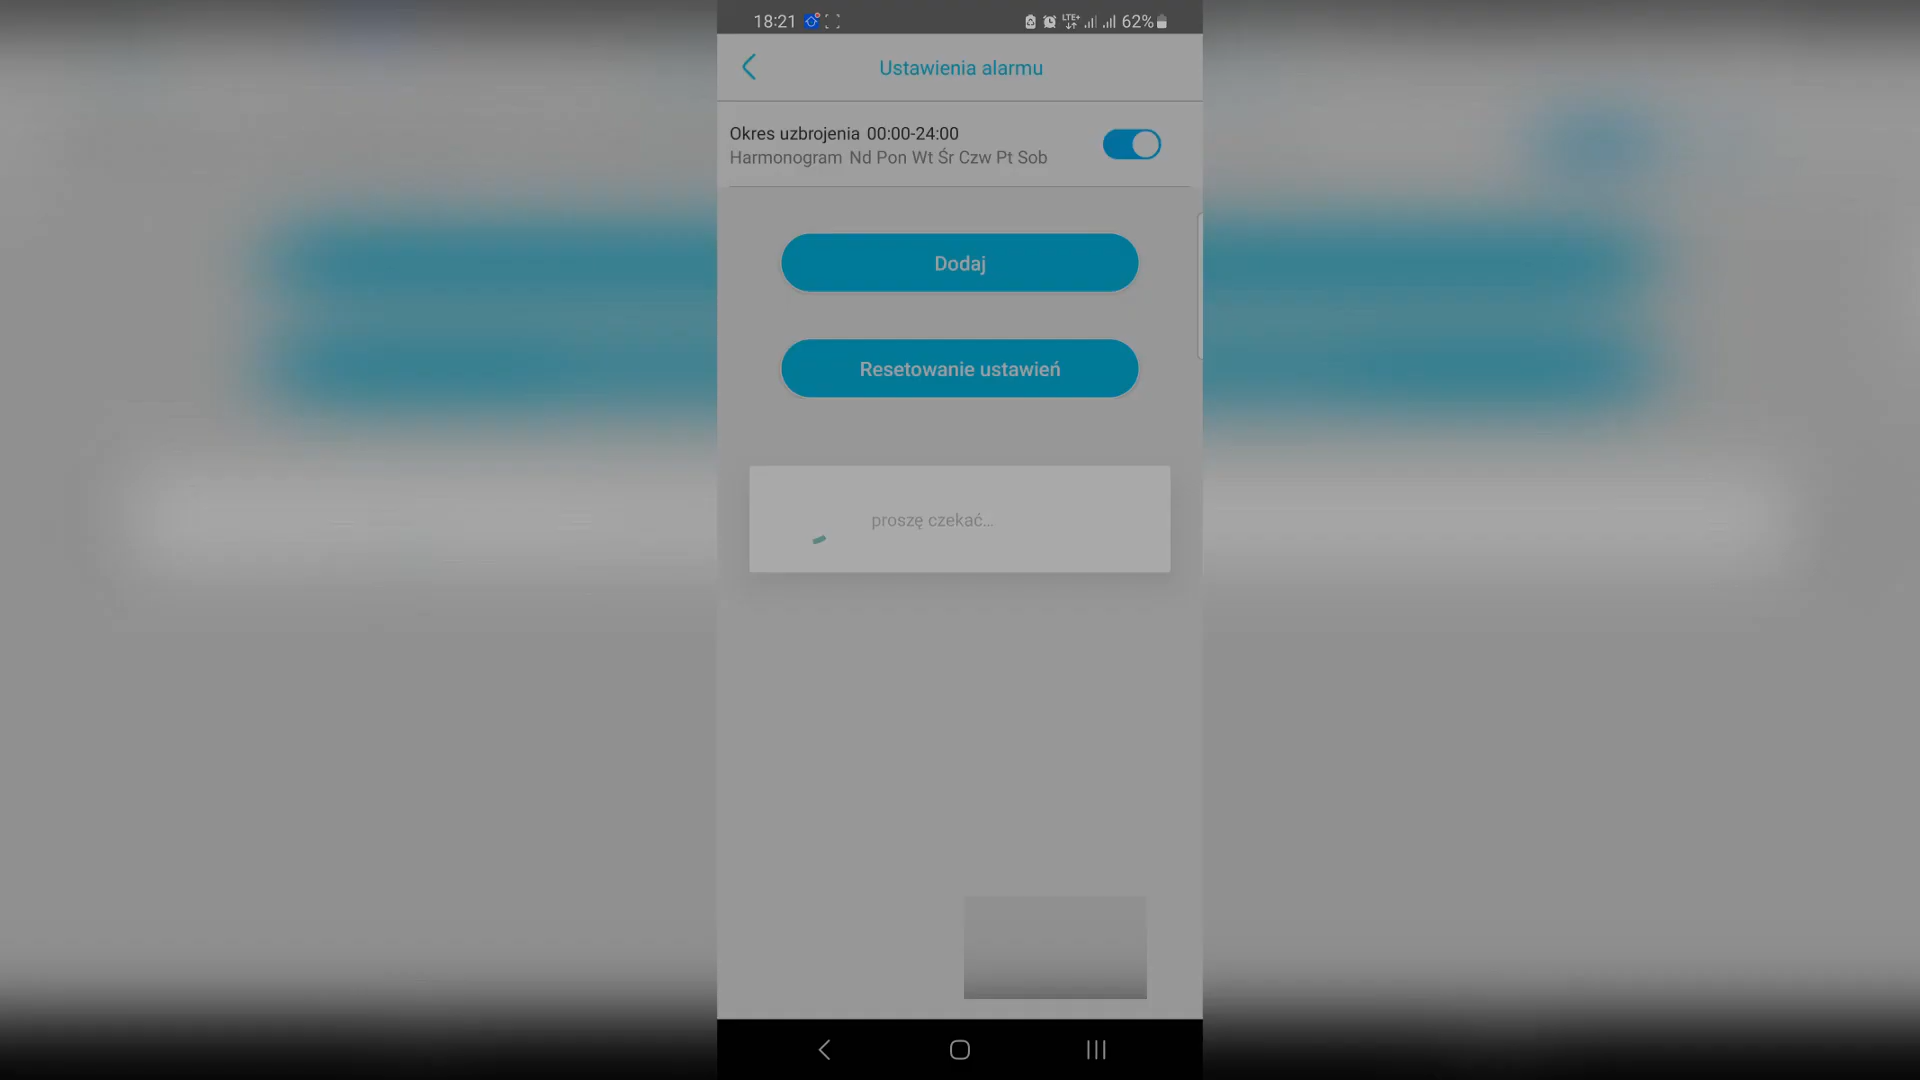 18:21 LTE+ 62%
Ustawienia alarmu
Okres uzbrojenia 00:00-24:00
Harmonogram Nd Pon Wt Śr Czw Pt Sob
Dodaj
Resetowanie ustawień
proszę czekać...